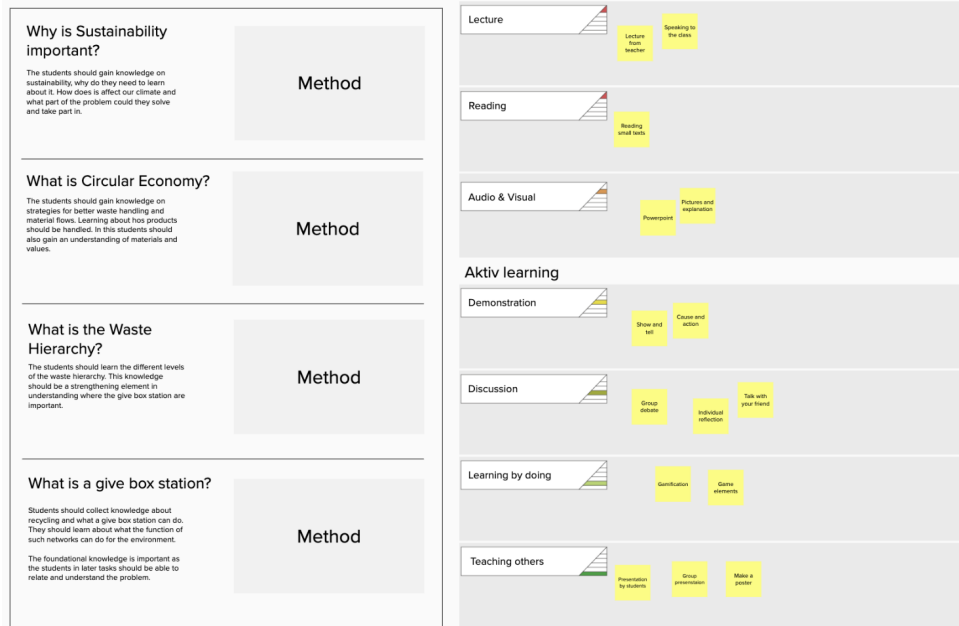 Why is Sustainability
important?
The students should gain knowledge on
sustainability, why do they need to learn
about it. How does is affect our climate and
what part of the problem could they solve
and take part in.
Method
What is Circular Economy?
The students should gain knowledge on
strategies for better waste handling and
material flows. Learning about hos products
should be handled. In this students should
also gain an understanding of materials and
values.
Method
What is the Waste
Hierarchy?
The students should learn the different levels
of the waste hierarchy. This knowledge
should be a strengthening element in
understanding where the give box station are
important.
Method
What is a give box station?
Students should collect knowledge about
recycling and what a give box station can do.
They should learn about what the function of
such networks can do for the environment.
The foundational knowledge is important as
the students in later tasks should be able to
relate and understand the problem.
Method
Lecture
Lecture
from
teacher
Speaking to
the class
Reading
Reading
small texts
Audio & Visual
Powerpoint
Pictures and
explanation
Aktiv learning
Demonstration
Show and
tell
Cause and
action
Discussion
Group
debate
Individual
reflection
Talk with
your friend
Learning by doing
Gamification
Game
elements
Teaching others
Presentation
by students
Group
presentation
Make a
poster